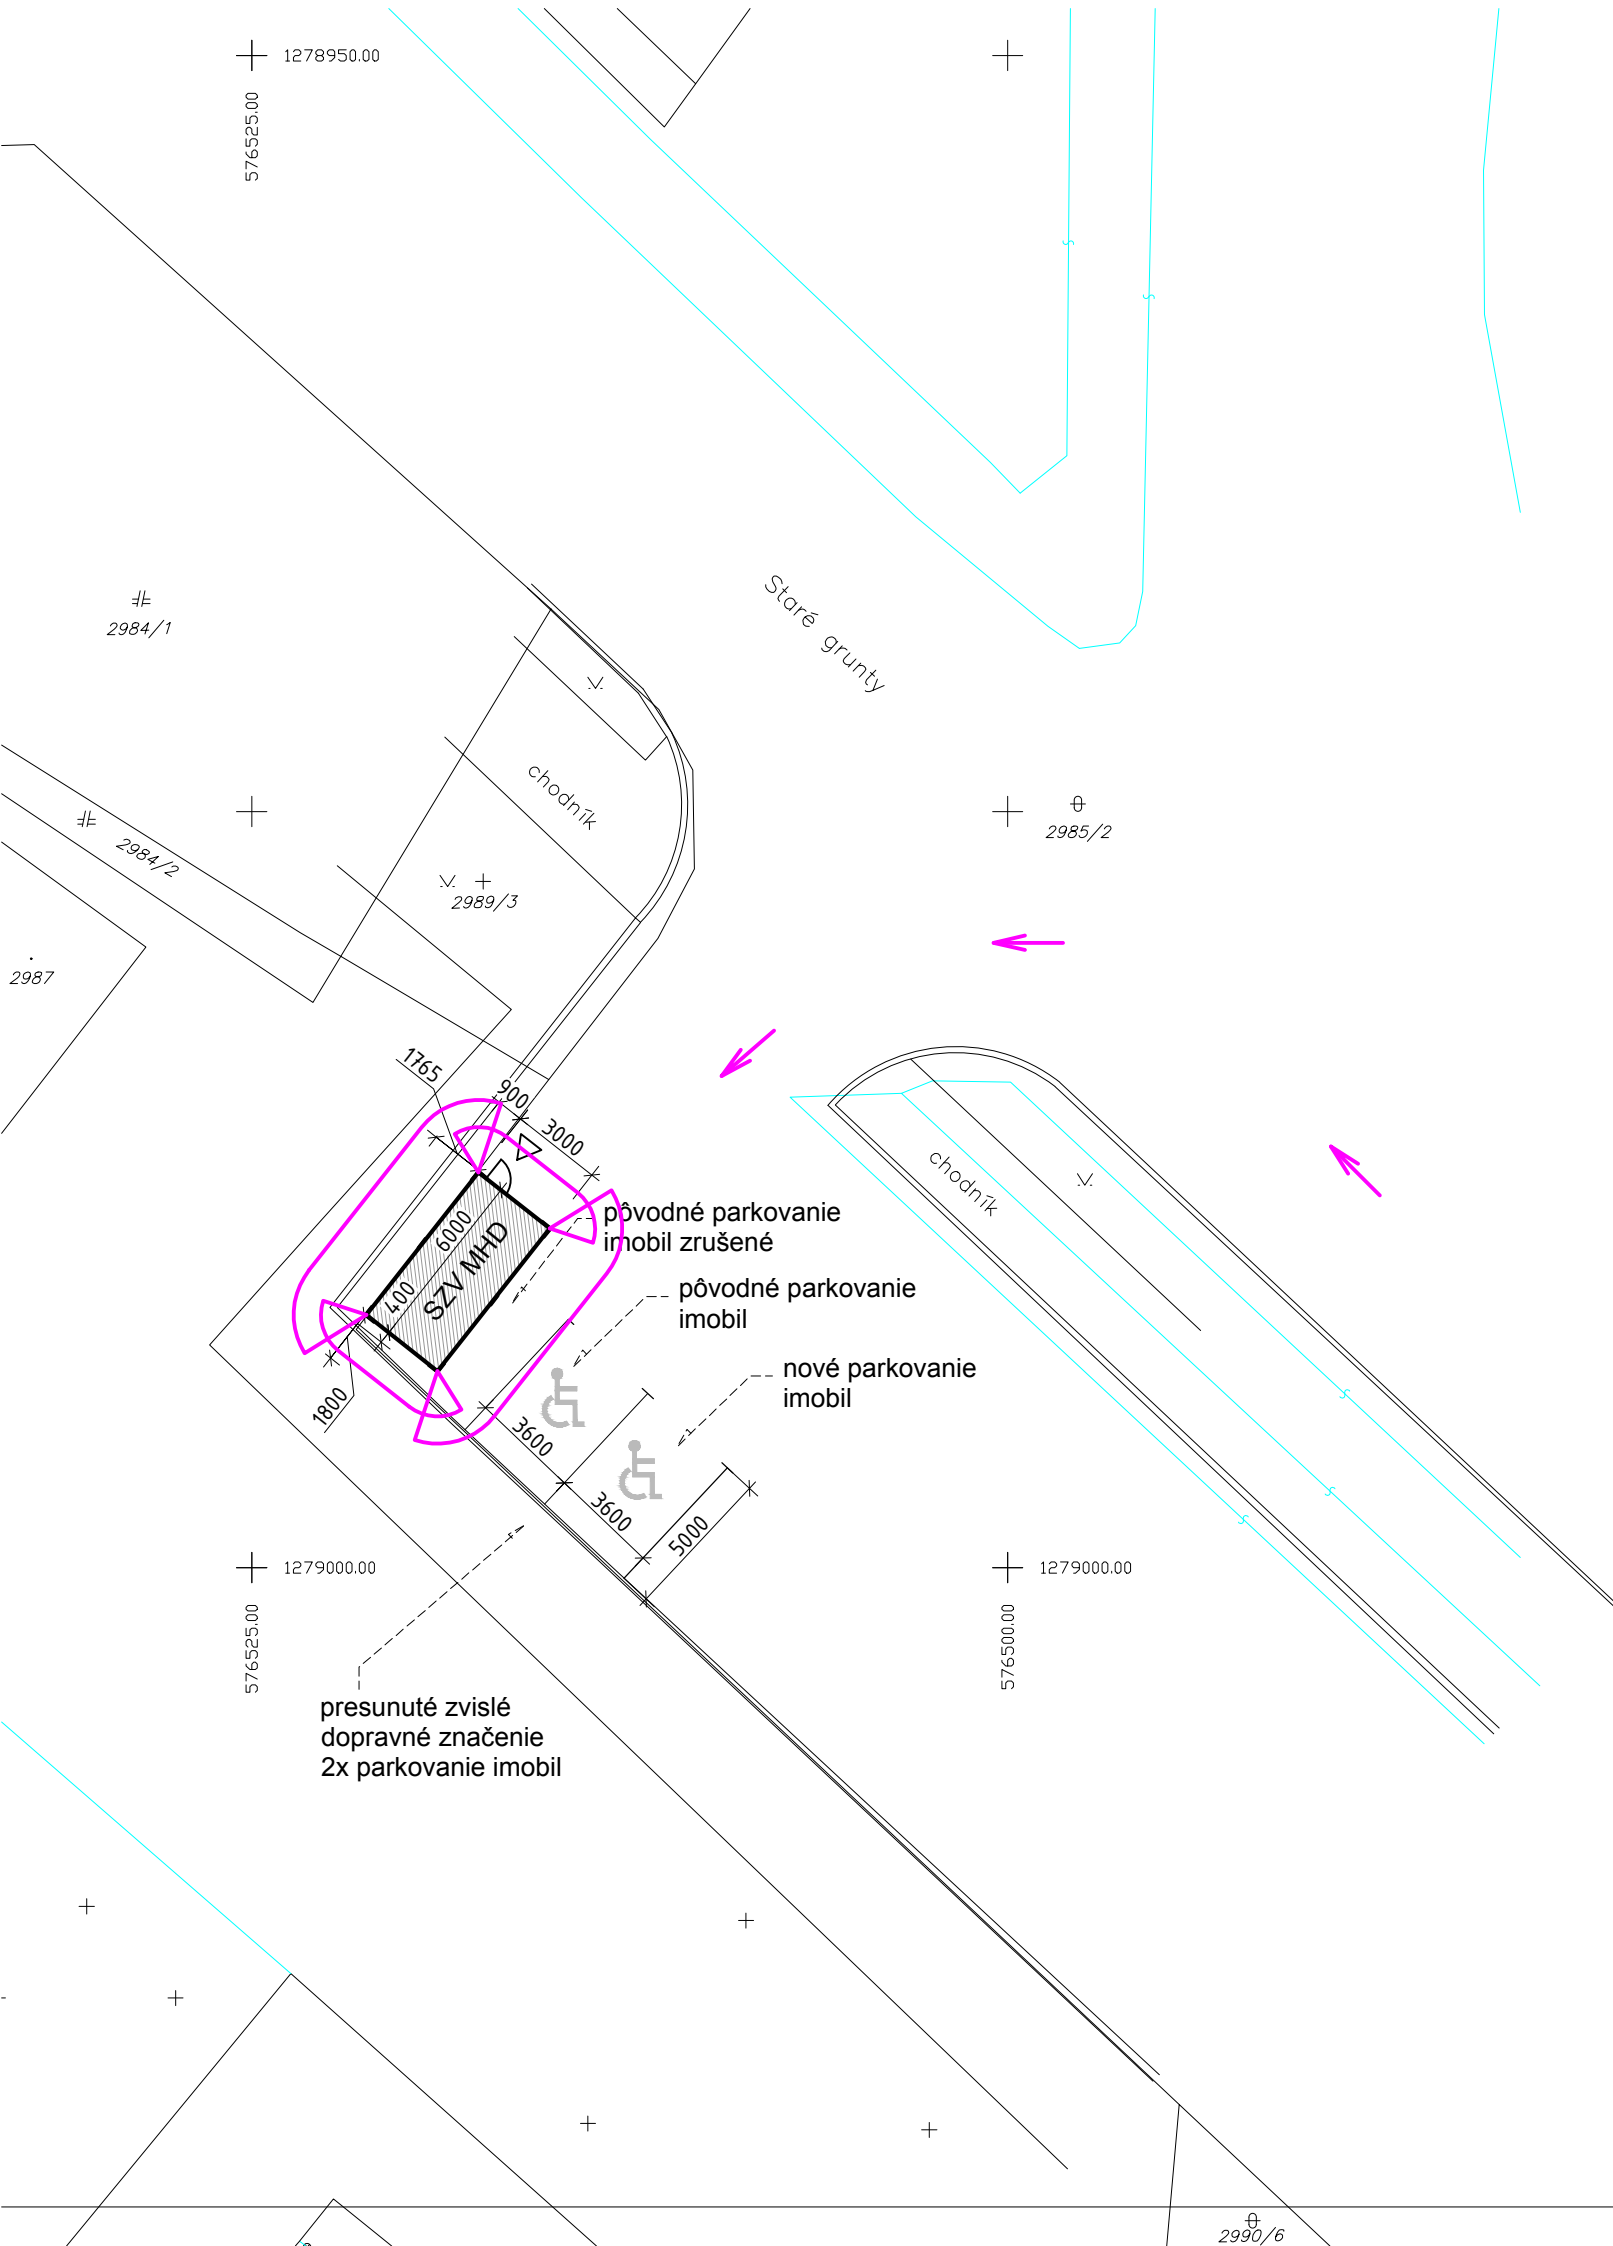 1278950.00
576525.00
2984/1
Staré grunty
chodník
2985/2
2984/2
2989/3
2987
1765
900
3000
chodník
pôvodné parkovanie
imobil zrušené
6000
SZV MHD
400
pôvodné parkovanie
imobil
nové parkovanie
imobil
1800
3600
3600
5000
1279000.00
576525.00
1279000.00
576500.00
presunuté zvislé
dopravné značenie
2x parkovanie imobil
2990/6